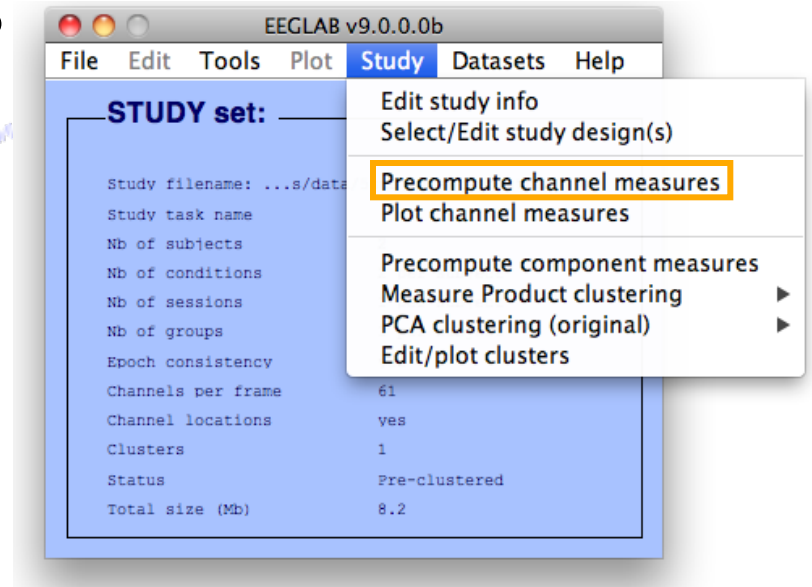 EEGLAB v9.0.0.0b
File Edit Tools Plot Study Datasets Help
STUDY set:
Edit study info
Select/Edit study design(s)
Precompute channel measures
Plot channel measures
Precompute component measures
Measure Product clustering
PCA clustering (original)
Edit/plot clusters
Study filename: ...s/data/
Study task name
Nb of subjects
Nb of conditions
Nb of sessions
Nb of groups
Epoch consistency
Channels per frame 61
Channel locations yes
Clusters 1
Status Pre-clustered
Total size (Mb) 8.2